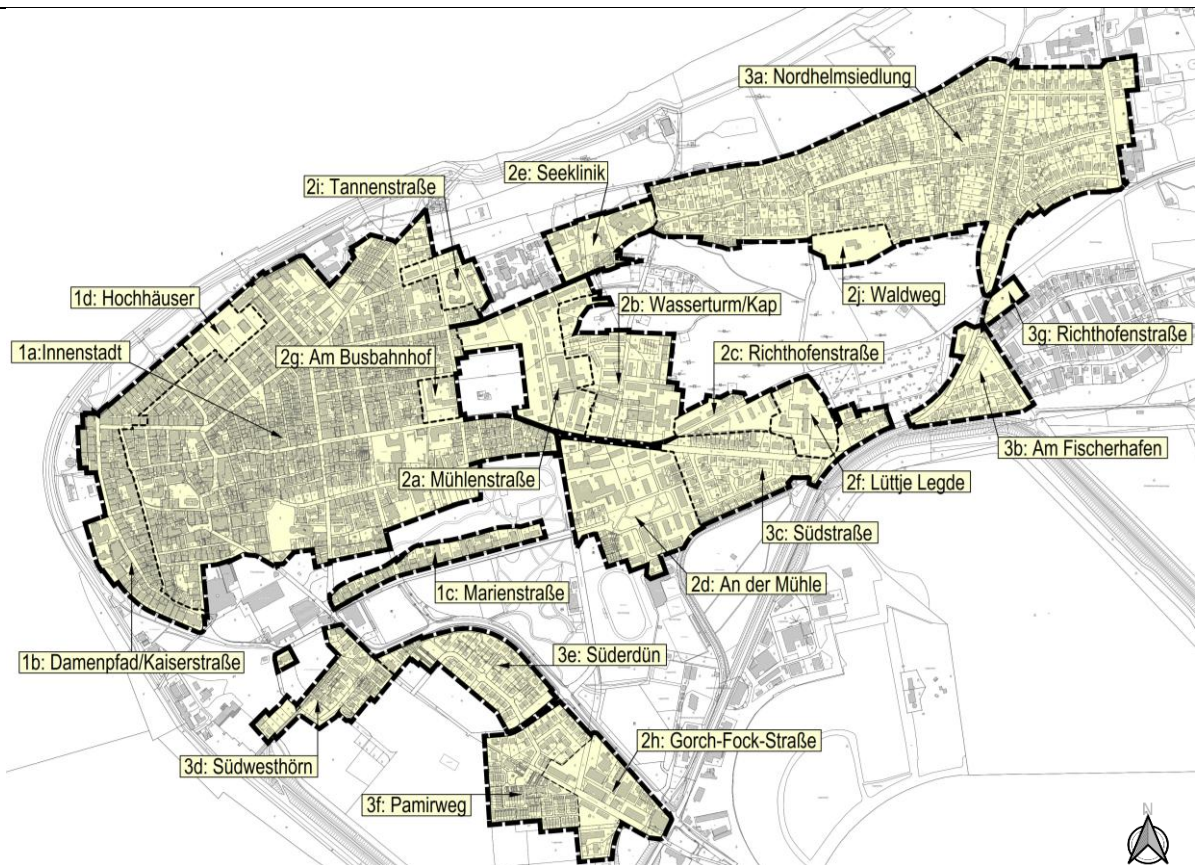 3a: Nordhelmsiedlung
2e: Seeklinik
2i: Tannenstraße
1d: Hochhäuser
2b: Wasserturm/Kap
2j: Waldweg
1a:Innenstadt
2g: Am Busbahnhof
2c: Richthofenstraße
3g: Richthofenstraße
3b: Am Fischerhafen
2a: Mühlenstraße
2f: Lüttje Legde
3c: Südstraße
2d: An der Mühle
1c: Marienstraße
1b: Damenpfad/Kaiserstraße
3e: Süderdün
3d: Südwesthörn
2h: Gorch-Fock-Straße
3f: Pamirweg
N